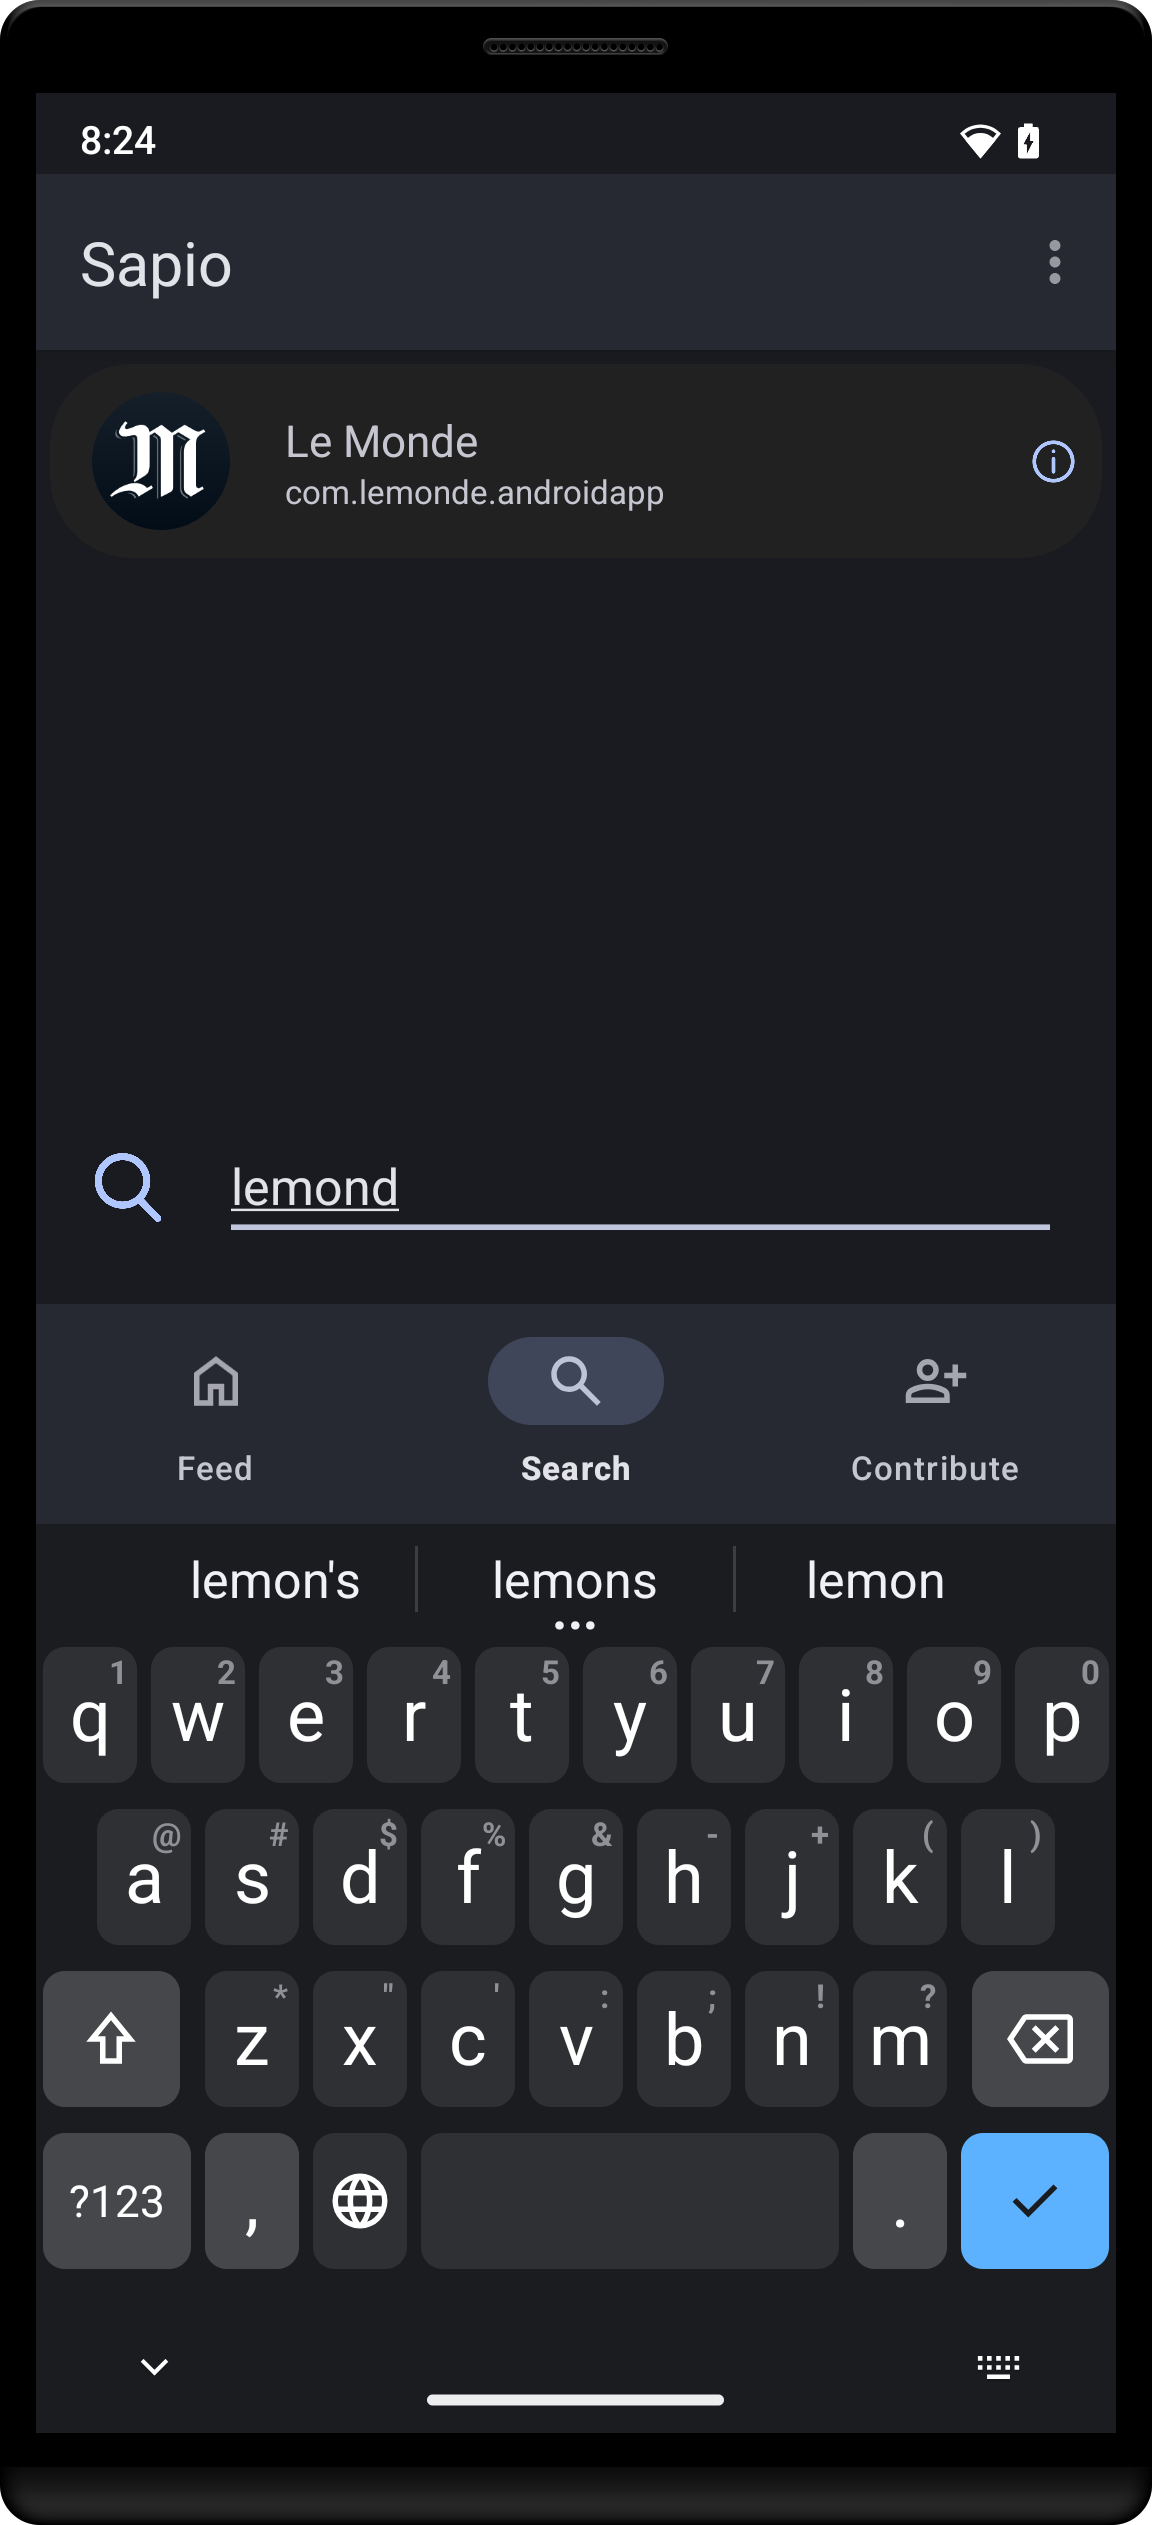 8:24
Sapio
Le Monde
com.lemonde.androidapp
lemond
Feed Search Contribute
lemon's lemons lemon
1 2 3 4 5 6 7 8 9 0
q w e r t y u i o p
@ # $ % & - + ( )
a s d f g h j k l
* " ' : ; ! ?
z x c v b n m
?123 , .